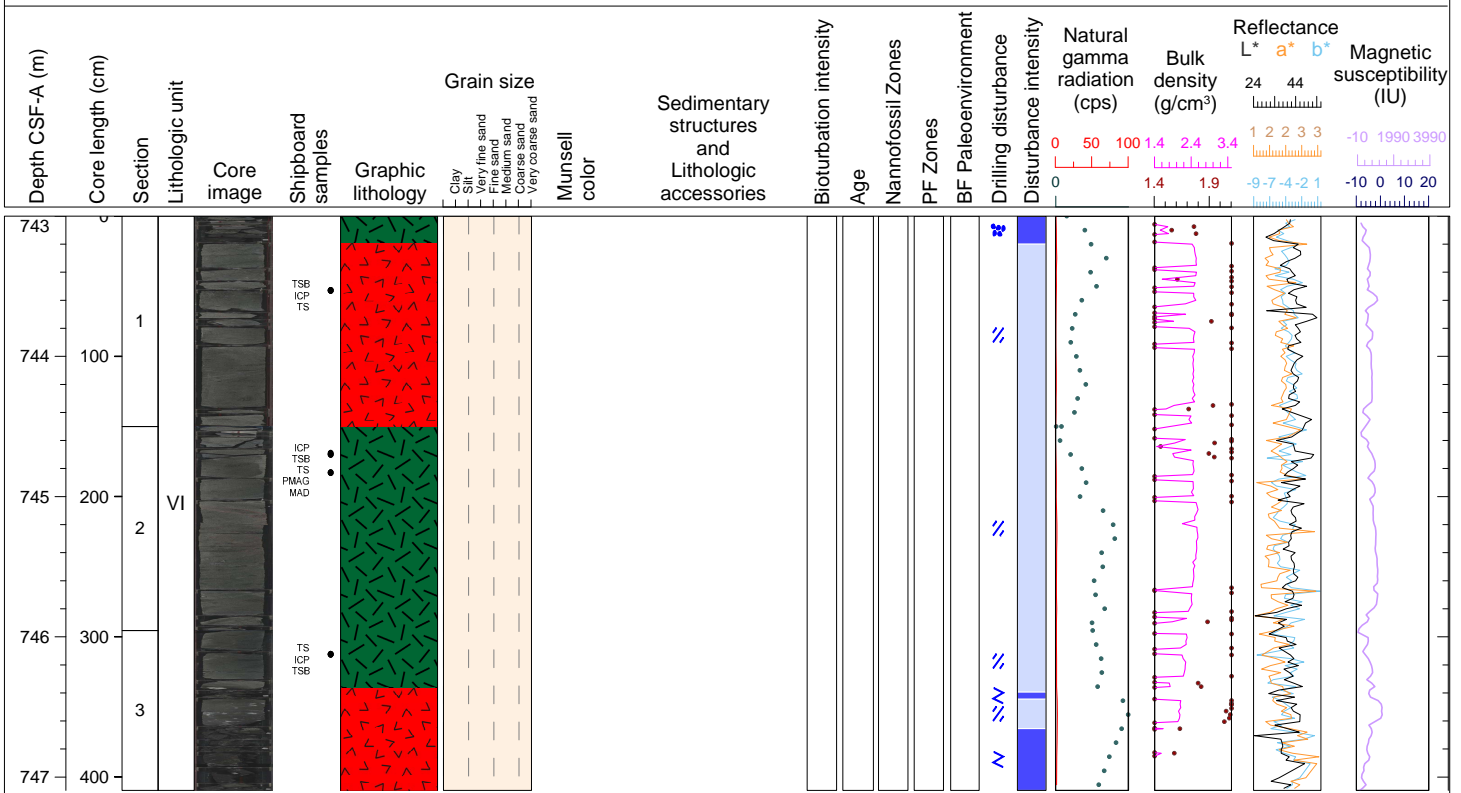 Depth CSF-A (m)
Core length (cm)
Section
Lithologic unit
Core
image
Shipboard
samples
Graphic
lithology
Grain size
Clay
Silt
Very fine sand
Fine sand
Medium sand
Coarse sand
Very coarse sand
Munsell
color
Sedimentary
structures
and
Lithologic
accessories
Bioturbation intensity
Age
Nannofossil Zones
PF Zones
BF Paleoenvironment
Drilling disturbance
Disturbance intensity
Natural
gamma
radiation
(cps)
0 50 100
0
Bulk
density
(g/cm³)
1.4 2.4 3.4
1.4 1.9
Reflectance
L* a* b*
24 44
1 2 2 3 3
-9 -7 -4 -2 1
Magnetic
susceptibility
(IU)
-10 1990 3990
-10 0 10 20
743
744
745
746
747
0
100
200
300
400
1
2
3
VI
TSB
ICP
TS
ICP
TSB
TS
PMAG
MAD
TS
ICP
TSB